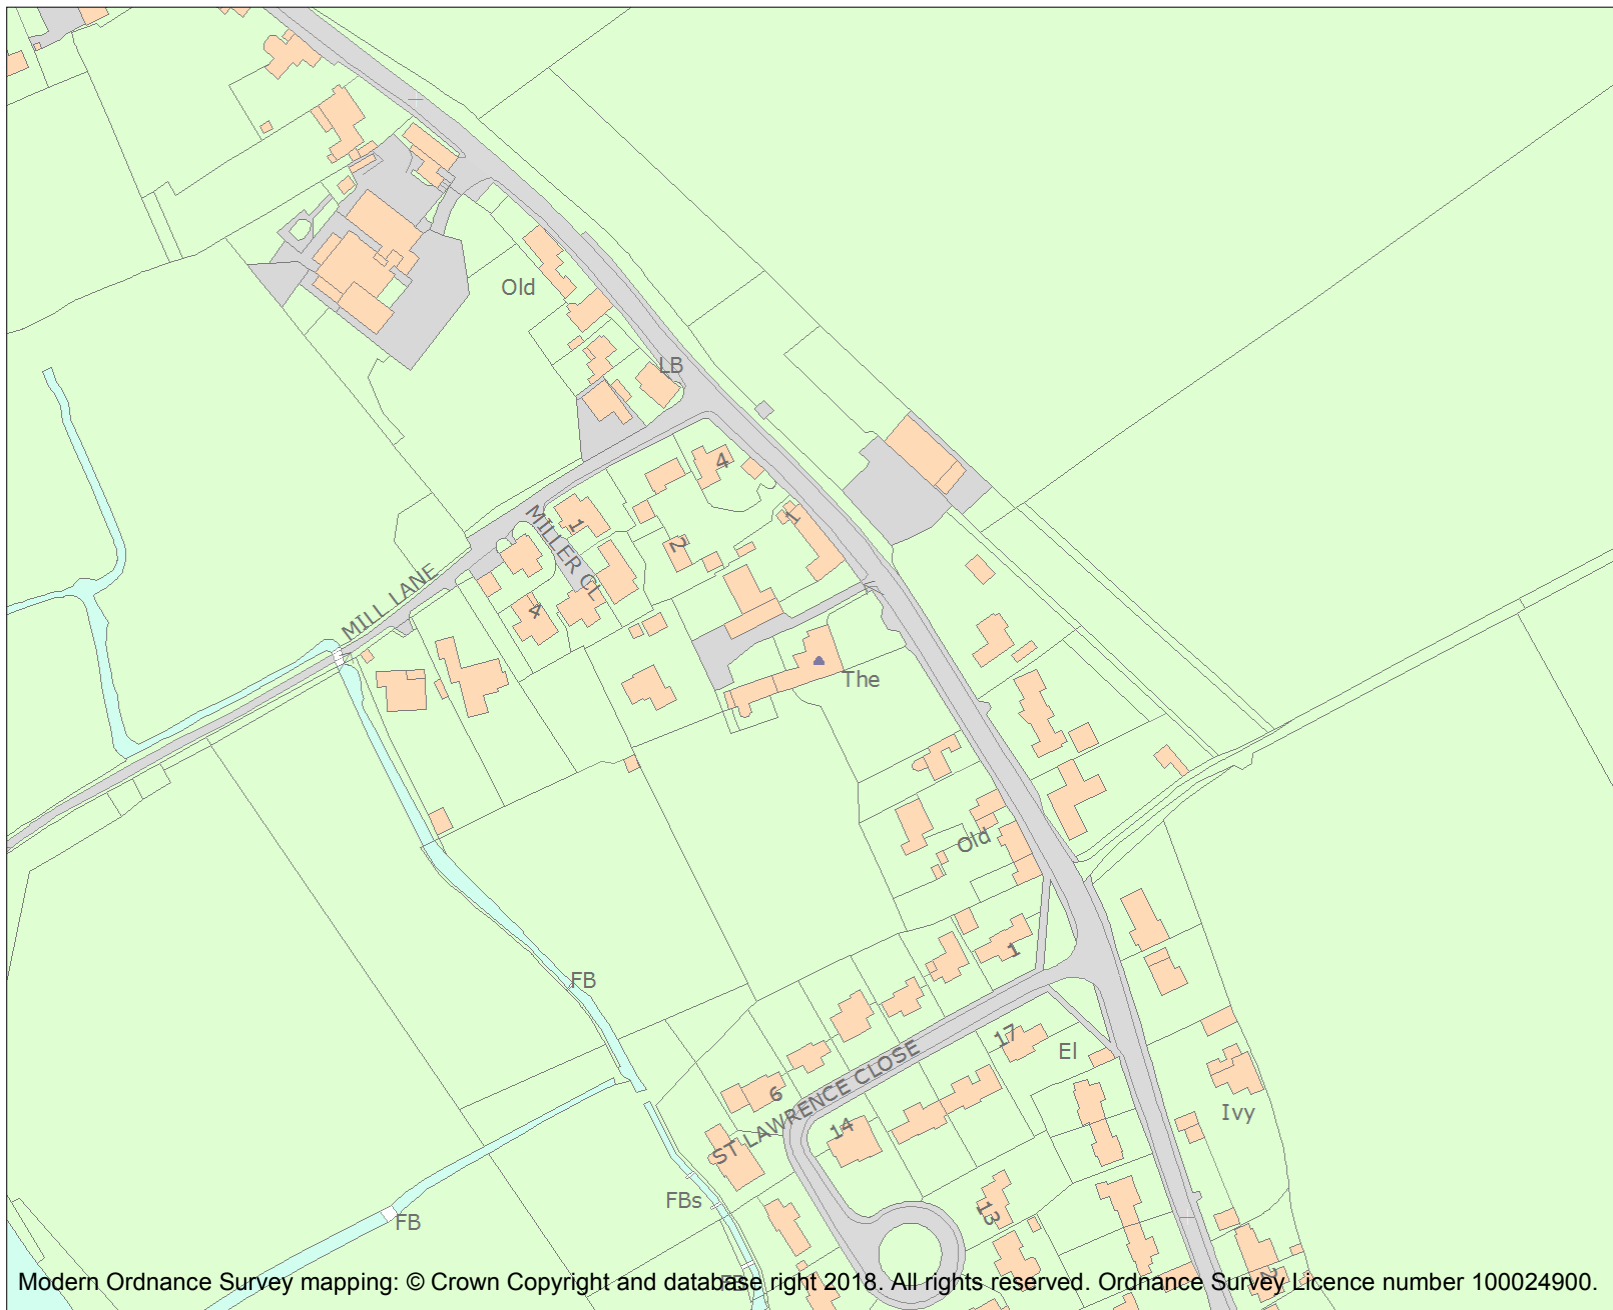 Old
LB
4
1
1
MILLER CL
2
MILL LANE
4
The
Old
1
FB
17
El
ST LAWRENCE CLOSE
6
Ivy
14
FBs
13
FB
FB
2
Modern Ordnance Survey mapping: © Crown Copyright and database right 2018. All rights reserved. Ordnance Survey Licence number 100024900.